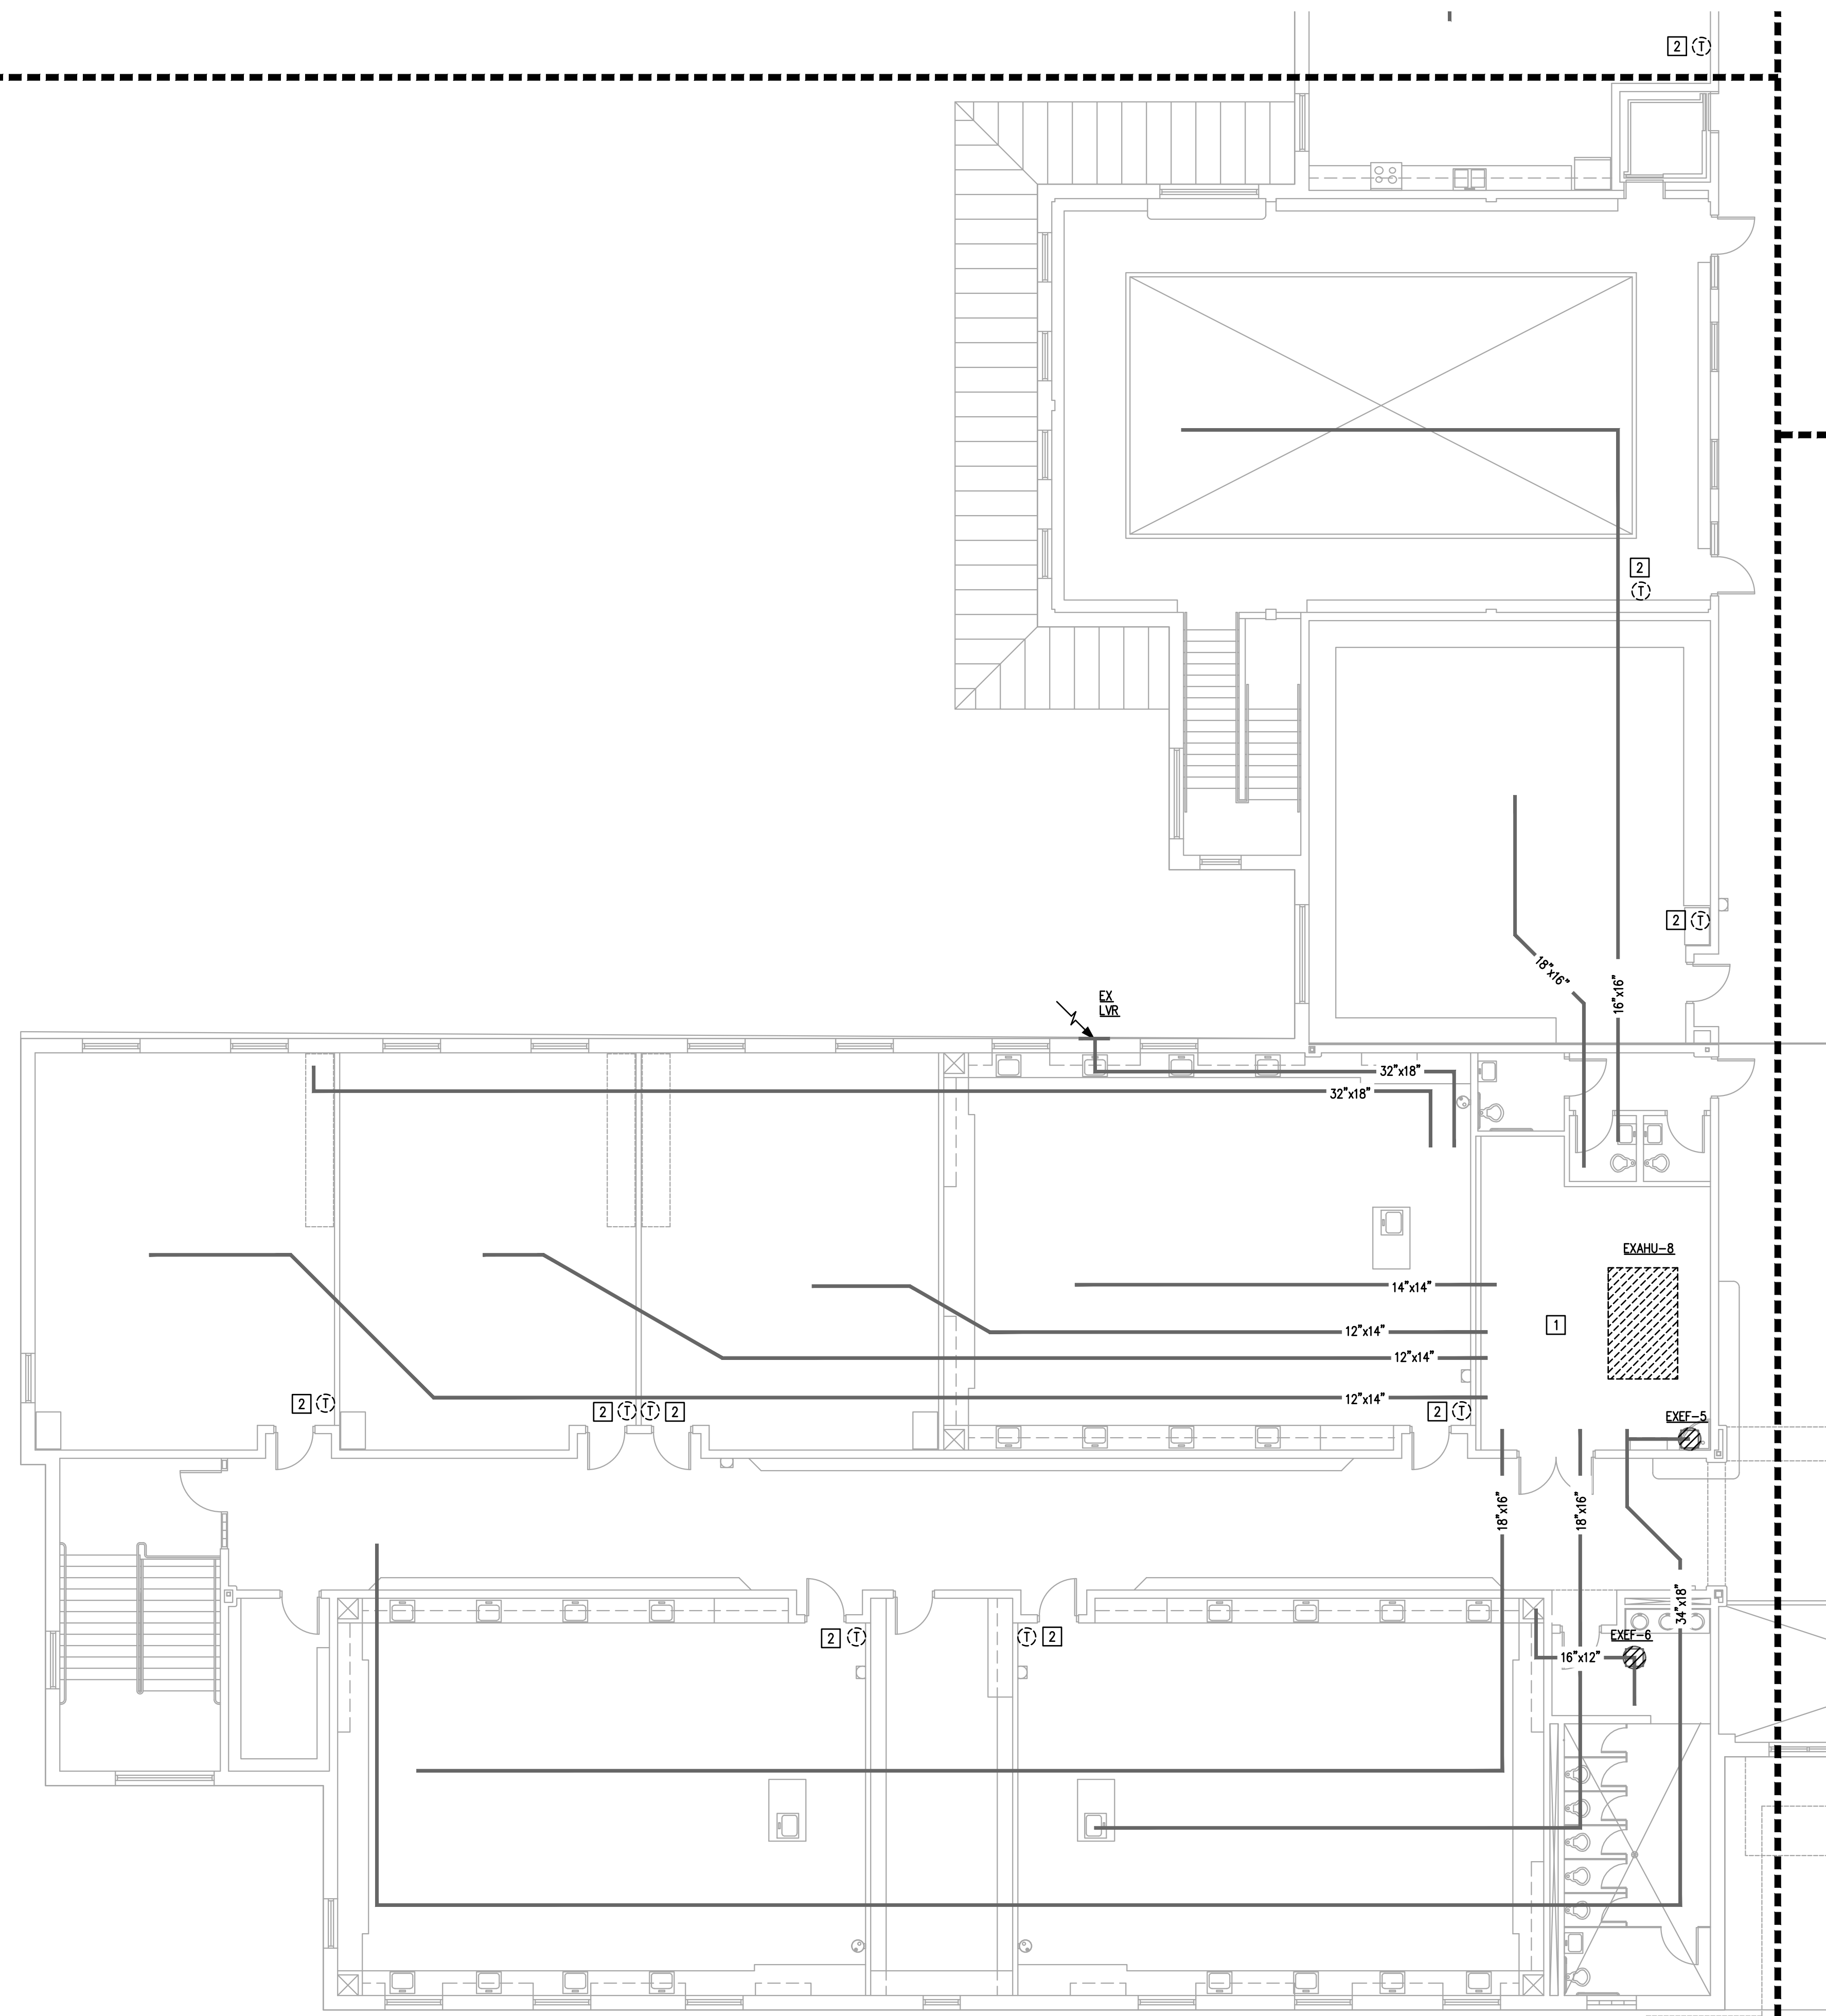 2 T
2
T
18"x16"
16"x16"
2 T
EX
LVR
32"x18"
32"x18"
EXAHU-8
14"x14"
12"x14"
1
12"x14"
12"x14"
2 T
2 T
T 2
2 T
EXEF-5
18"x16"
18"x16"
34"x18"
2 T
T 2
EXEF-6
16"x12"